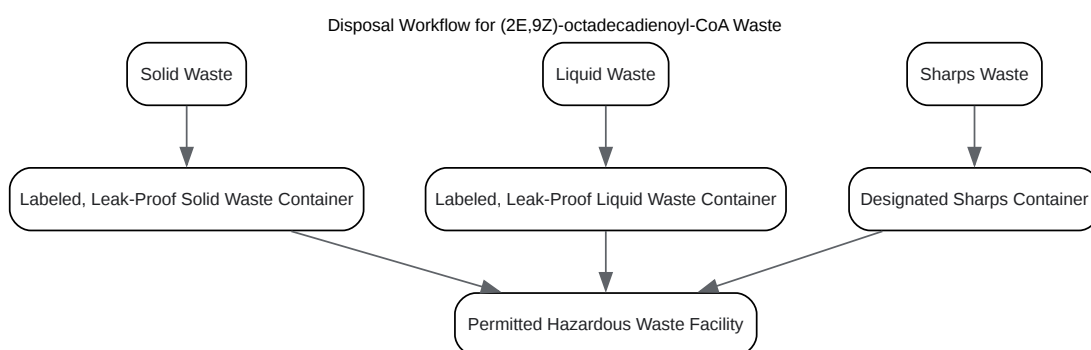 Disposal Workflow for (2E,9Z)-octadecadienoyl-CoA Waste
Solid Waste
Liquid Waste
Sharps Waste
Labeled, Leak-Proof Solid Waste Container
Labeled, Leak-Proof Liquid Waste Container
Designated Sharps Container
Permitted Hazardous Waste Facility